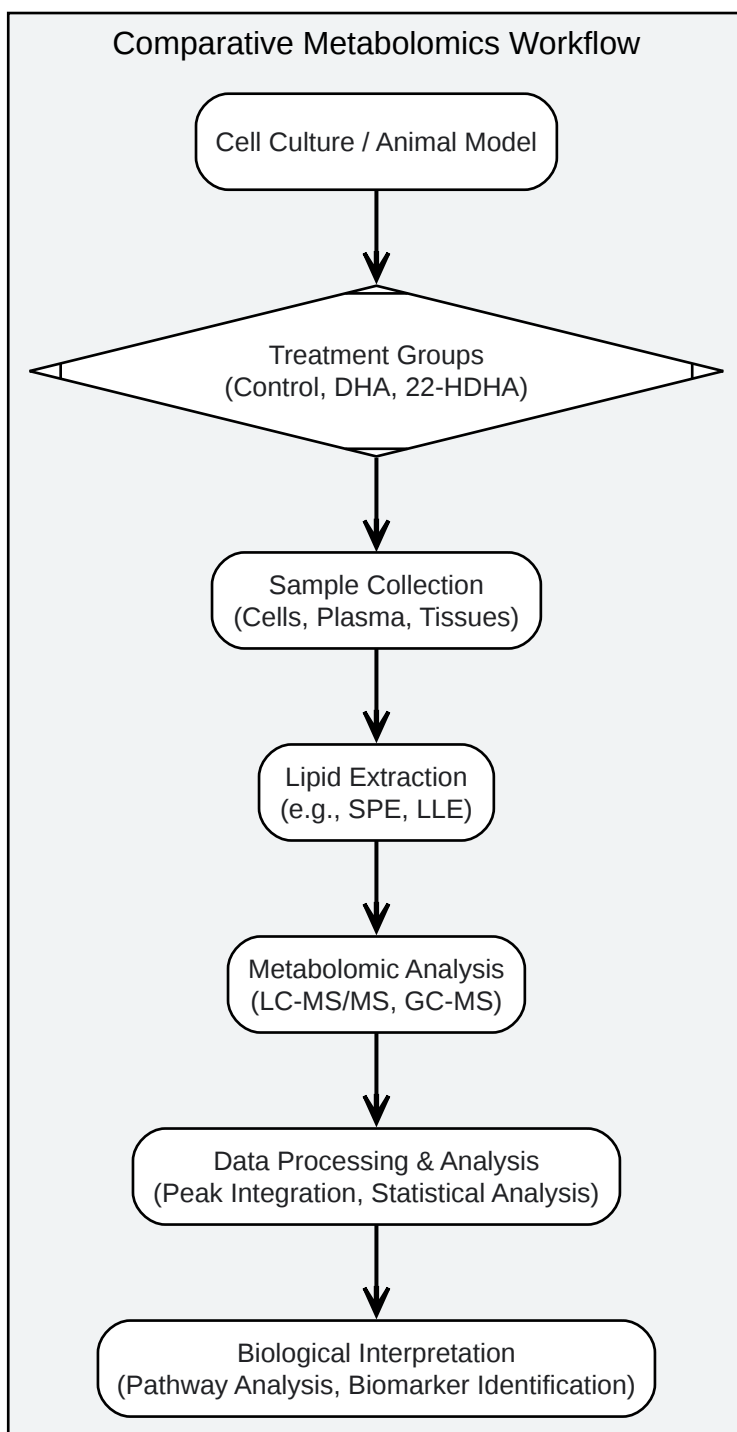 Comparative Metabolomics Workflow
Cell Culture / Animal Model
Treatment Groups
(Control, DHA, 22-HDHA)
Sample Collection
(Cells, Plasma, Tissues)
Lipid Extraction
(e.g., SPE, LLE)
Metabolomic Analysis
(LC-MS/MS, GC-MS)
Data Processing & Analysis
(Peak Integration, Statistical Analysis)
Biological Interpretation
(Pathway Analysis, Biomarker Identification)